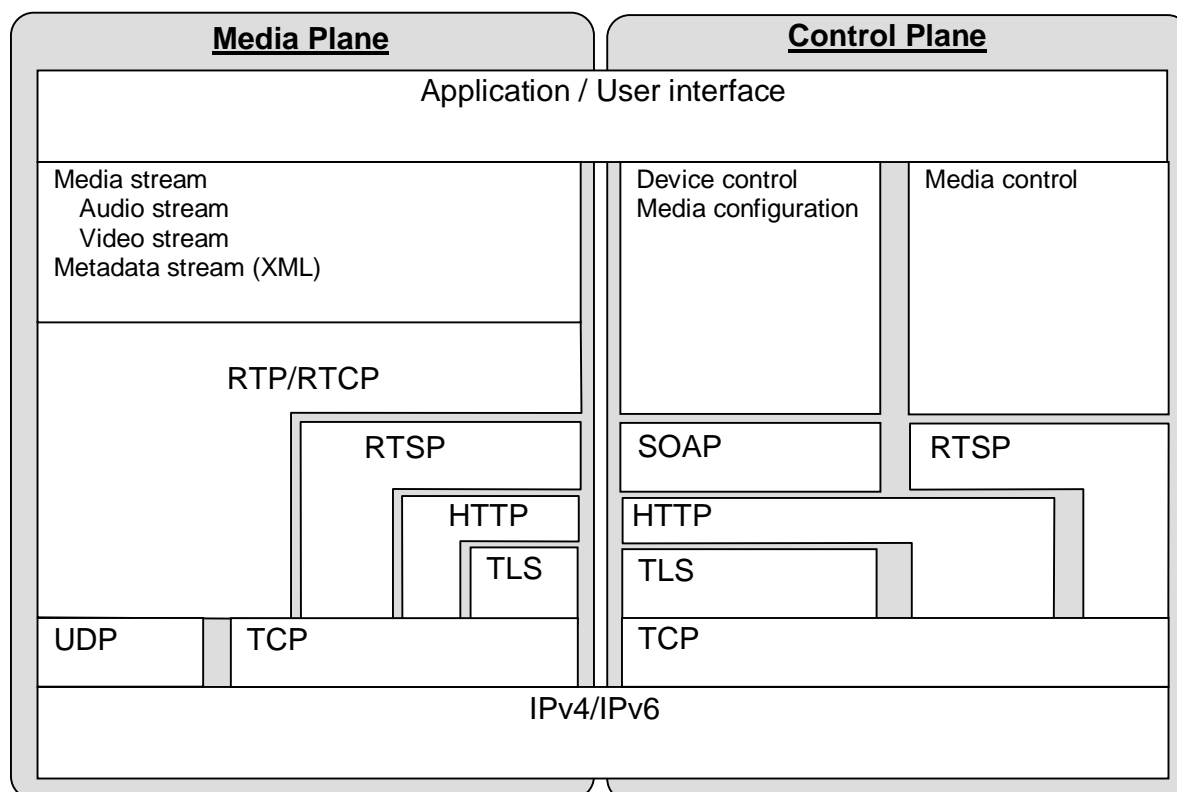 Media Plane
Control Plane
Application / User interface
Media stream
Audio stream
Video stream
Metadata stream (XML)
Device control
Media configuration
Media control
RTP/RTCP
RTSP
SOAP
RTSP
HTTP
HTTP
TLS
TLS
UDP
TCP
TCP
IPv4/IPv6